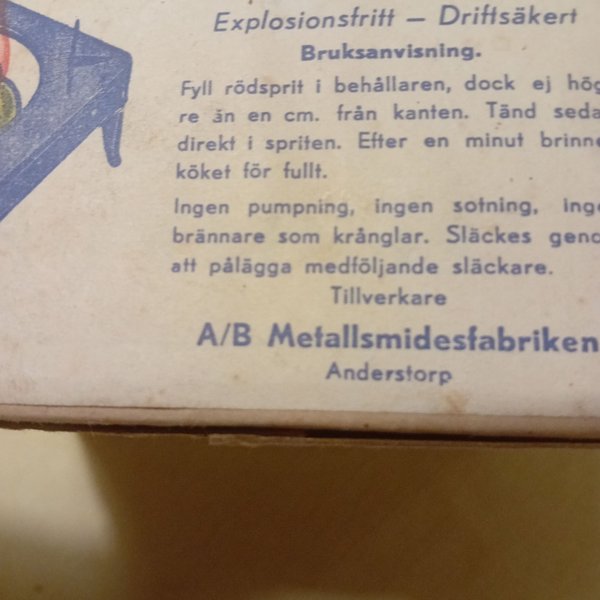 Explosionsfritt – Driftsäkert
Bruksanvisning.
Fyll rödsprit i behållaren, dock ej hög
re än en cm. från kanten. Tänd seda
direkt i spriten. Efter en minut brinne
köket för fullt.
Ingen pumpning, ingen sotning, inge
brännare som krånglar. Släckes geno
att pålägga medföljande släckare.
Tillverkare
A/B Metallsmidesfabriken
Anderstorp